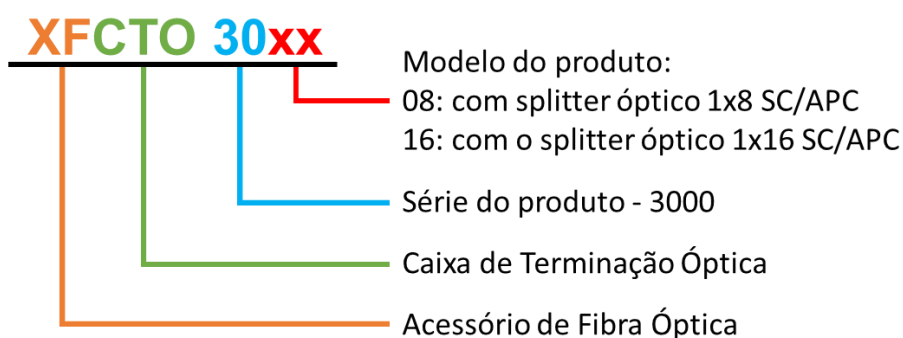 XFCTO 30xx
Modelo do produto:
08: com splitter óptico 1x8 SC/APC
16: com o splitter óptico 1x16 SC/APC
Série do produto - 3000
Caixa de Terminação Óptica
Acessório de Fibra Óptica